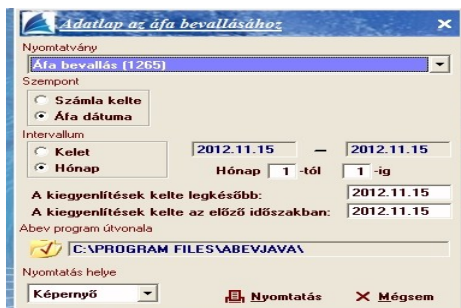 Adatlap az áfa bevallásához
Nyomtatvány
Áfa bevallás (1265)
Szempont
Számla kelte
Áfa dátuma
Intervallum
Kelet 2012.11.15 – 2012.11.15
Hónap Hónap 1 -tól 1 -ig
A kiegyenlítések kelte legkésőbb: 2012.11.15
A kiegyenlítések kelte az előző időszakban: 2012.11.15
Abev program útvonala
C:\PROGRAM FILES\ABEVJAVA\
Nyomtatás helye
Képernyő Nyomtatás Mégsem